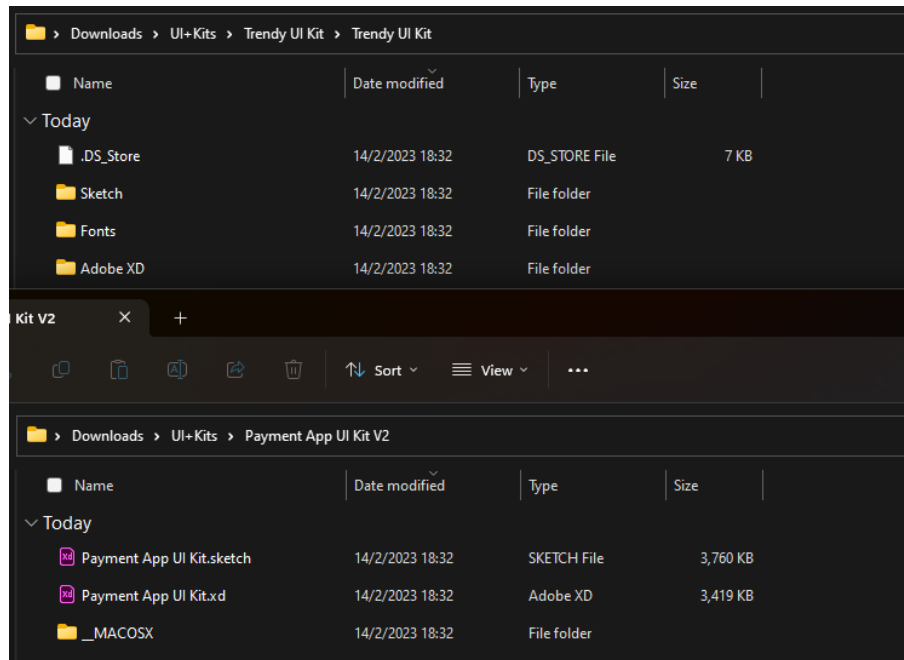 Downloads > UI+Kits > Trendy UI Kit > Trendy UI Kit
Name Date modified Type Size
Today
.DS_Store 14/2/2023 18:32 DS_STORE File 7 KB
Sketch 14/2/2023 18:32 File folder
Fonts 14/2/2023 18:32 File folder
Adobe XD 14/2/2023 18:32 File folder
Kit V2
Sort View
Downloads > UI+Kits > Payment App UI Kit V2
Name Date modified Type Size
Today
Xd Payment App UI Kit.sketch 14/2/2023 18:32 SKETCH File 3,760 KB
Xd Payment App UI Kit.xd 14/2/2023 18:32 Adobe XD 3,419 KB
__MACOSX 14/2/2023 18:32 File folder